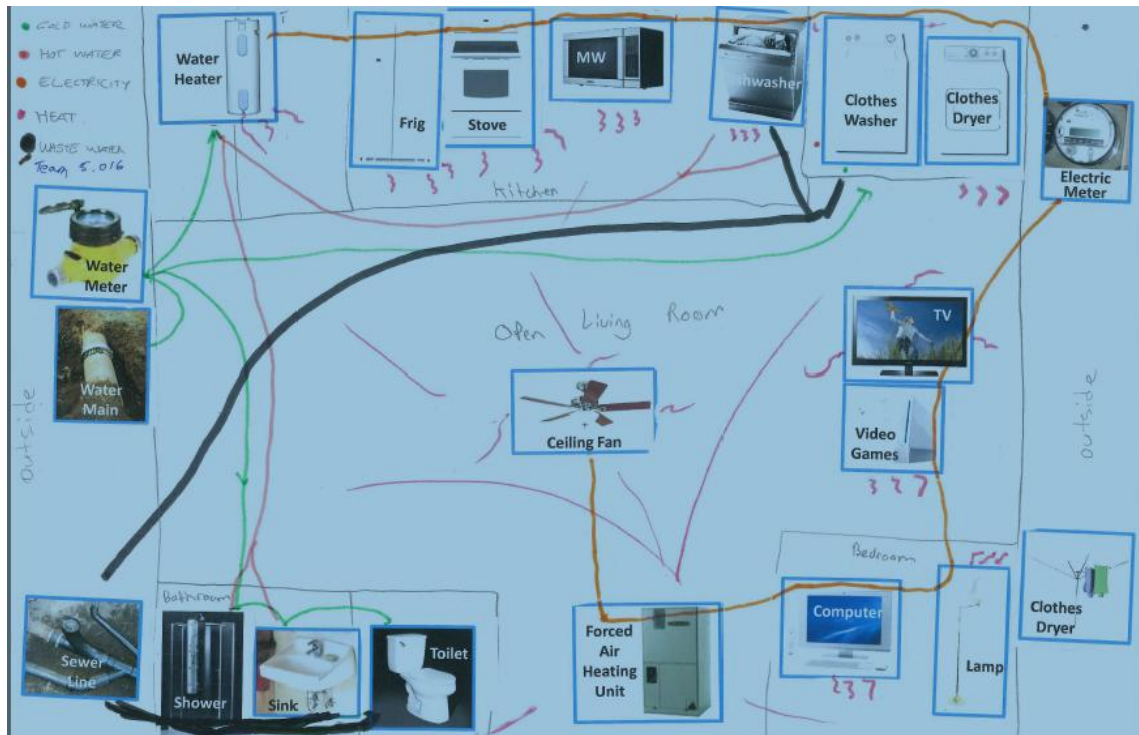 COLD WATER
HOT WATER
ELECTRICITY
HEAT
WASTE WATER
Team 5.016
Water
Heater
Frig
Stove
MW
Dishwasher
Clothes
Washer
Clothes
Dryer
Electric
Meter
Kitchen
Water
Meter
Water
Main
Outside
Open Living Room
TV
Ceiling Fan
Video
Games
Outside
Bathroom
Bedroom
Sewer
Line
Shower
Sink
Toilet
Forced
Air
Heating
Unit
Computer
Lamp
Clothes
Dryer